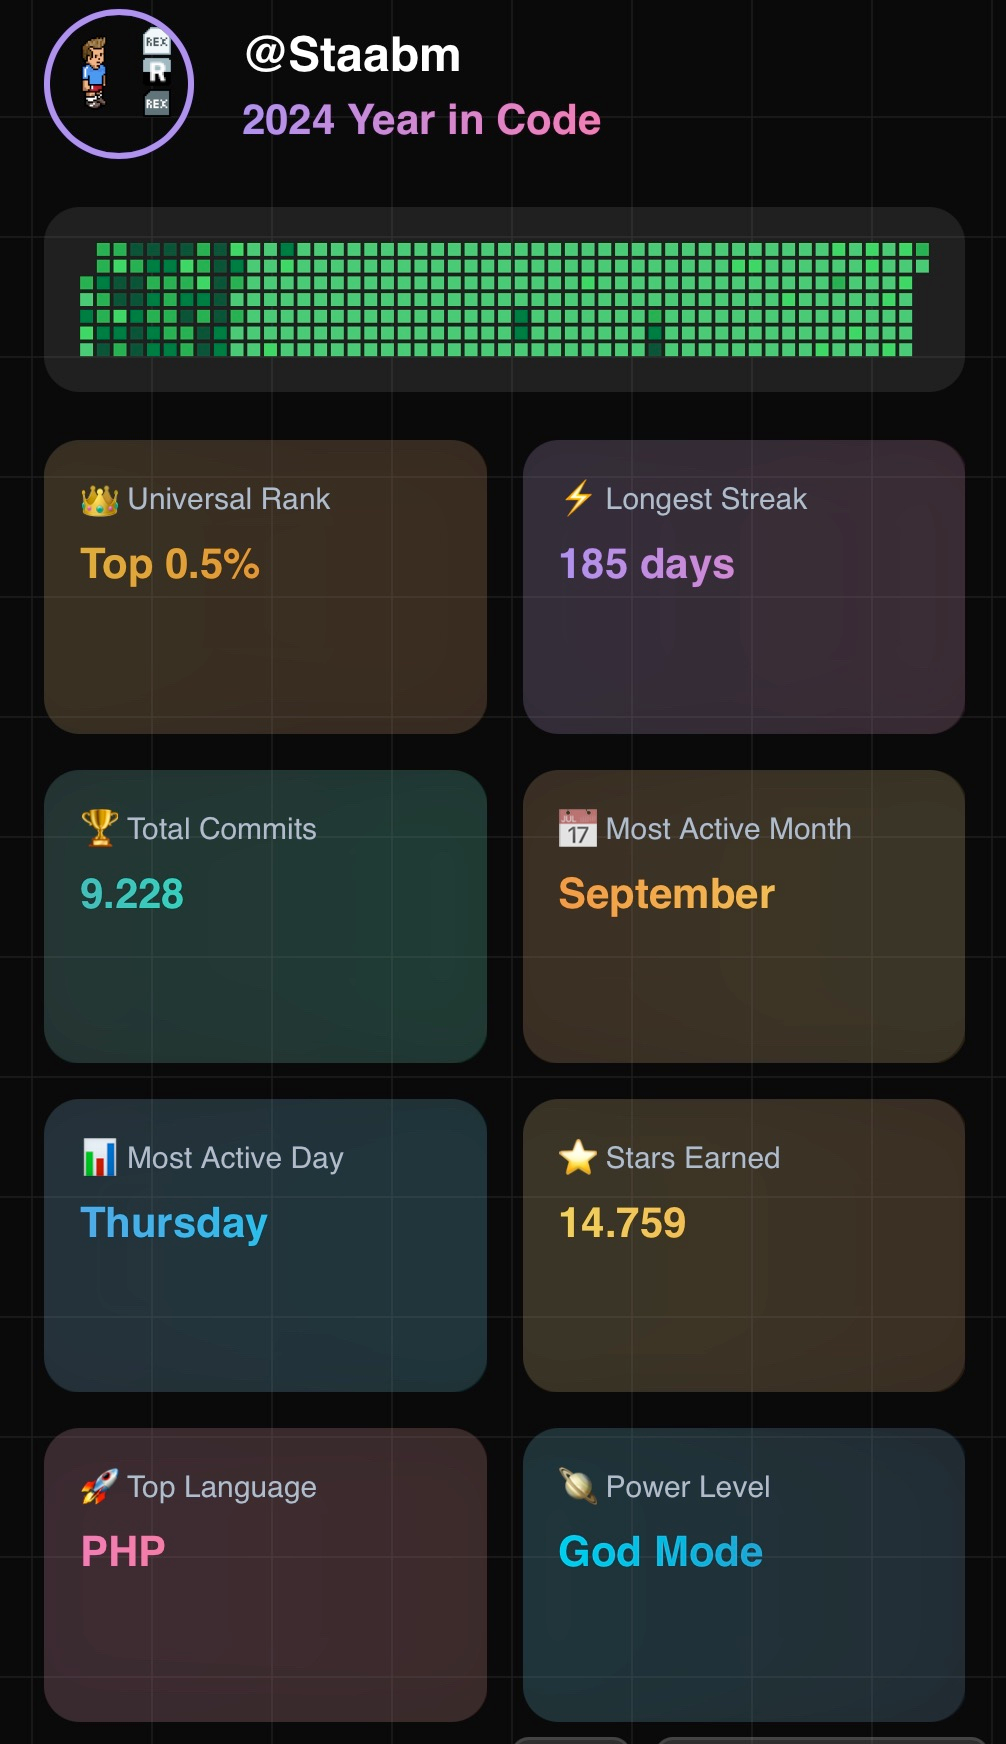 REX
R
REX
@Staabm
2024 Year in Code
👑 Universal Rank
Top 0.5%
⚡ Longest Streak
185 days
🏆 Total Commits
9.228
JUL
17
Most Active Month
September
📊 Most Active Day
Thursday
⭐ Stars Earned
14.759
🚀 Top Language
PHP
🪐 Power Level
God Mode